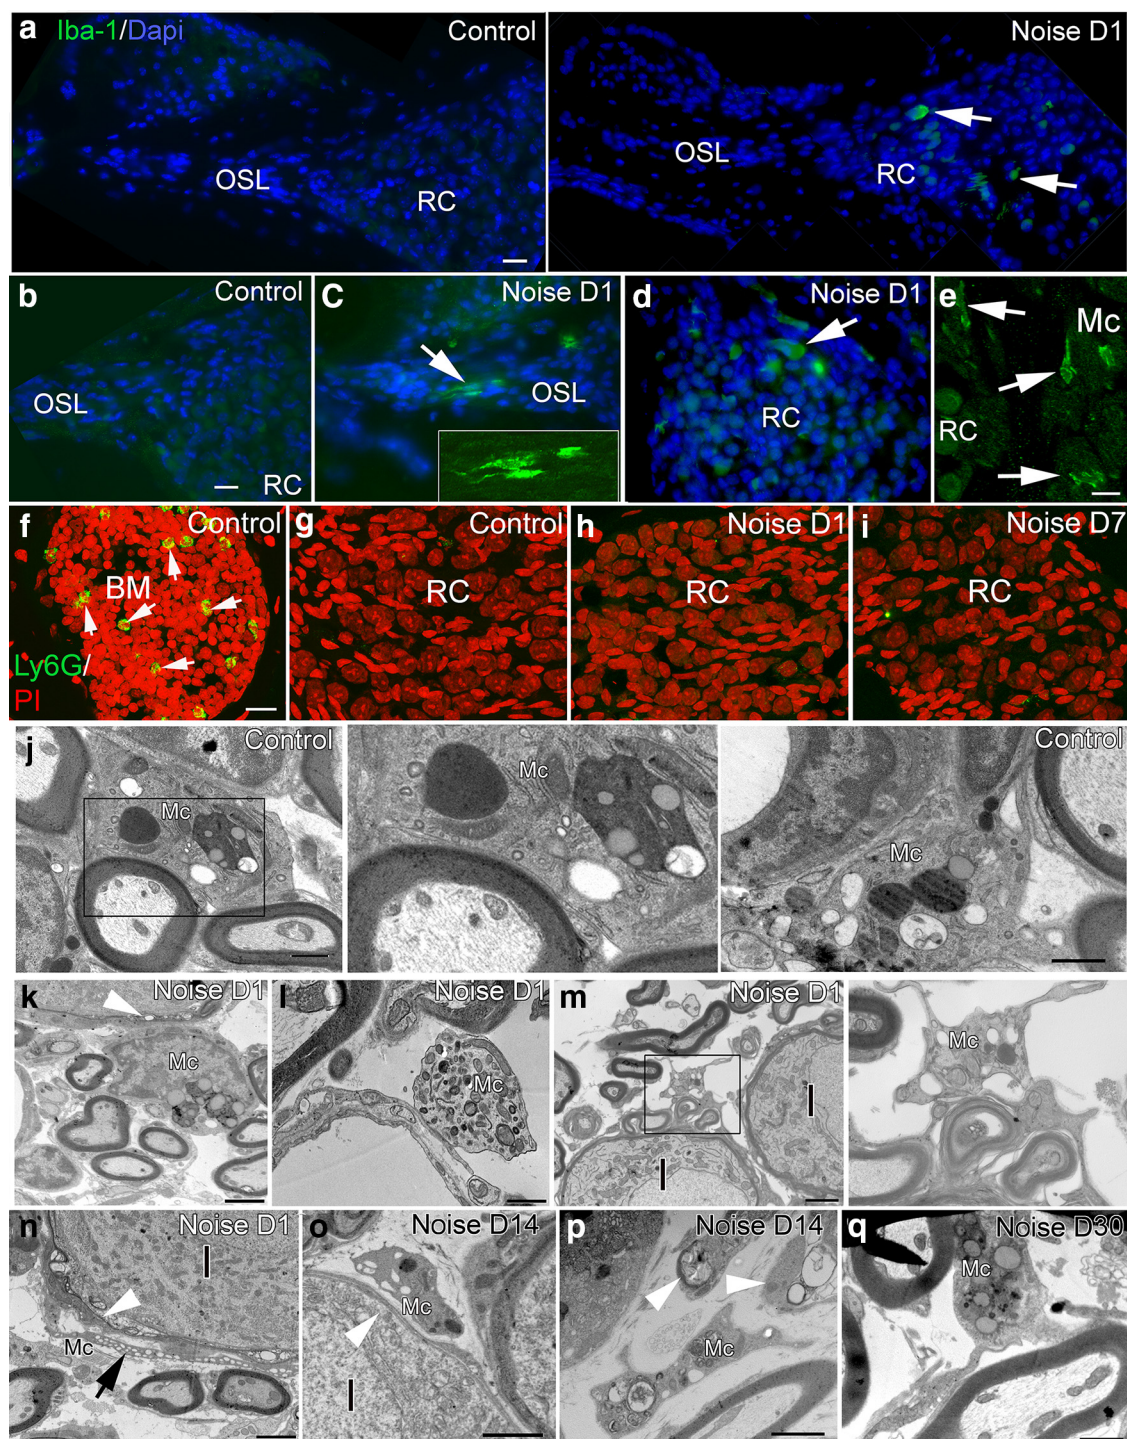 a Iba-1/Dapi Control
Noise D1
OSL RC
OSL RC
b Control
OSL RC
C Noise D1
OSL
d Noise D1
RC
e Mc
RC
f Control
BM
Ly6G/
PI
g Control
RC
h Noise D1
RC
i Noise D7
RC
j Control
Mc
Mc
Control
Mc
k Noise D1
Mc
l Noise D1
Mc
m Noise D1
I
I
Mc
n Noise D1
I
Mc
o Noise D14
Mc
I
p Noise D14
Mc
q Noise D30
Mc